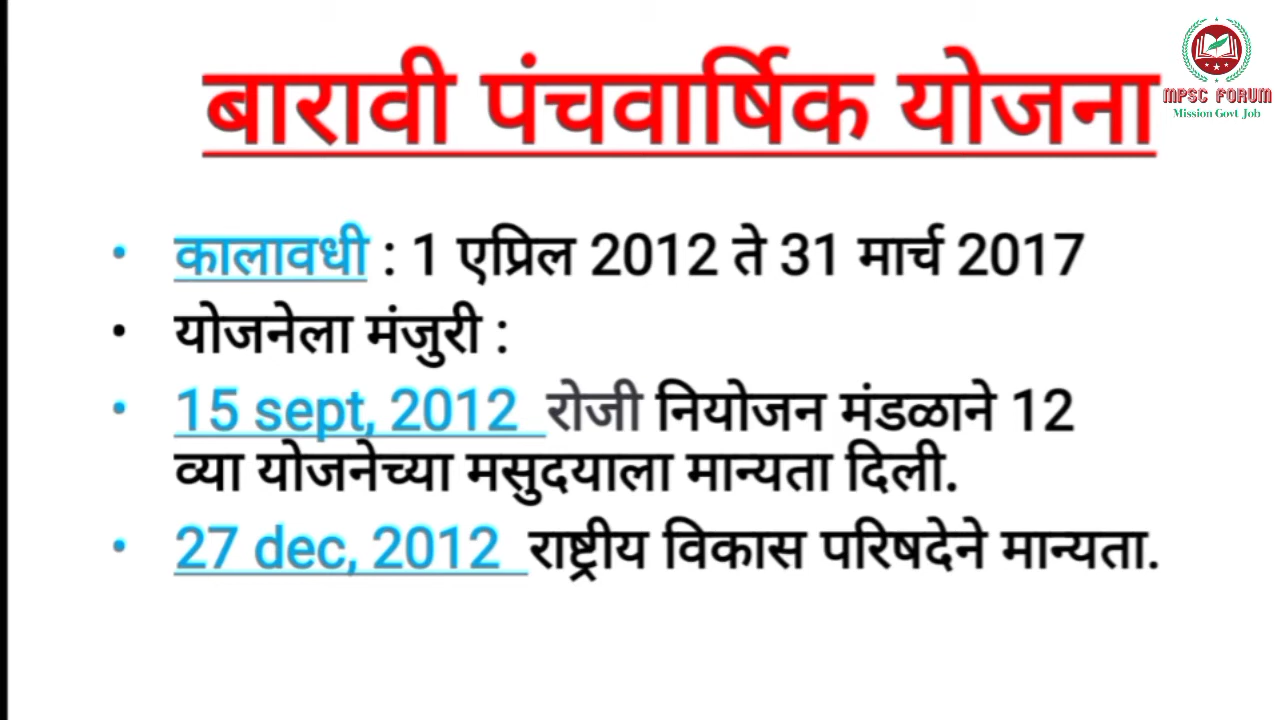 बारावी पंचवार्षिक योजना
MPSC FORUM
Mission Govt Job
• कालावधी : 1 एप्रिल 2012 ते 31 मार्च 2017
• योजनेला मंजुरी :
• 15 sept, 2012 रोजी नियोजन मंडळाने 12
व्या योजनेच्या मसुदयाला मान्यता दिली.
• 27 dec, 2012 राष्ट्रीय विकास परिषदेने मान्यता.